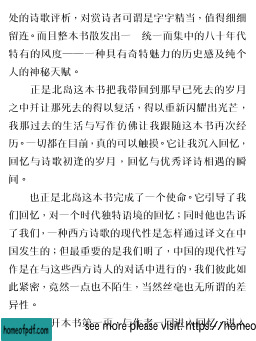 处的诗歌评析，对赏诗者可谓是字字精当，值得细细
留连。而目整本书散发出一 统一而集中的八十年代
特有的风度——一种具有奇特魅力的历史感及纯个
人的神秘天赋。
正是北岛这本书把我带回到那早已死去的岁月
之中并让那死去的得以复活，得以重新闪耀出光芒，
我那过去的生活与写作仿佛让我跟随这本书再次经
历。一切都在目前，真的可以触摸。它让我沉入回忆，
回忆与诗歌初逢的岁月，回忆与优秀译诗相遇的瞬
间。
也正是北岛这本书完成了一个使命。它引导了我
们回忆，对一个时代独特语境的回忆；同时他也告诉
了我们，一种西方诗歌的现代性是怎样通过译文在中
国发生的；但最重要的是我们明了，中国的现代性写
作是在与这些西方诗人的对话中进行的，我们彼此如
此紧密，竟然一点也不陌生，当然丝毫也无所谓的差
异性。
homeofpdf.com see more please visit: https://homeo